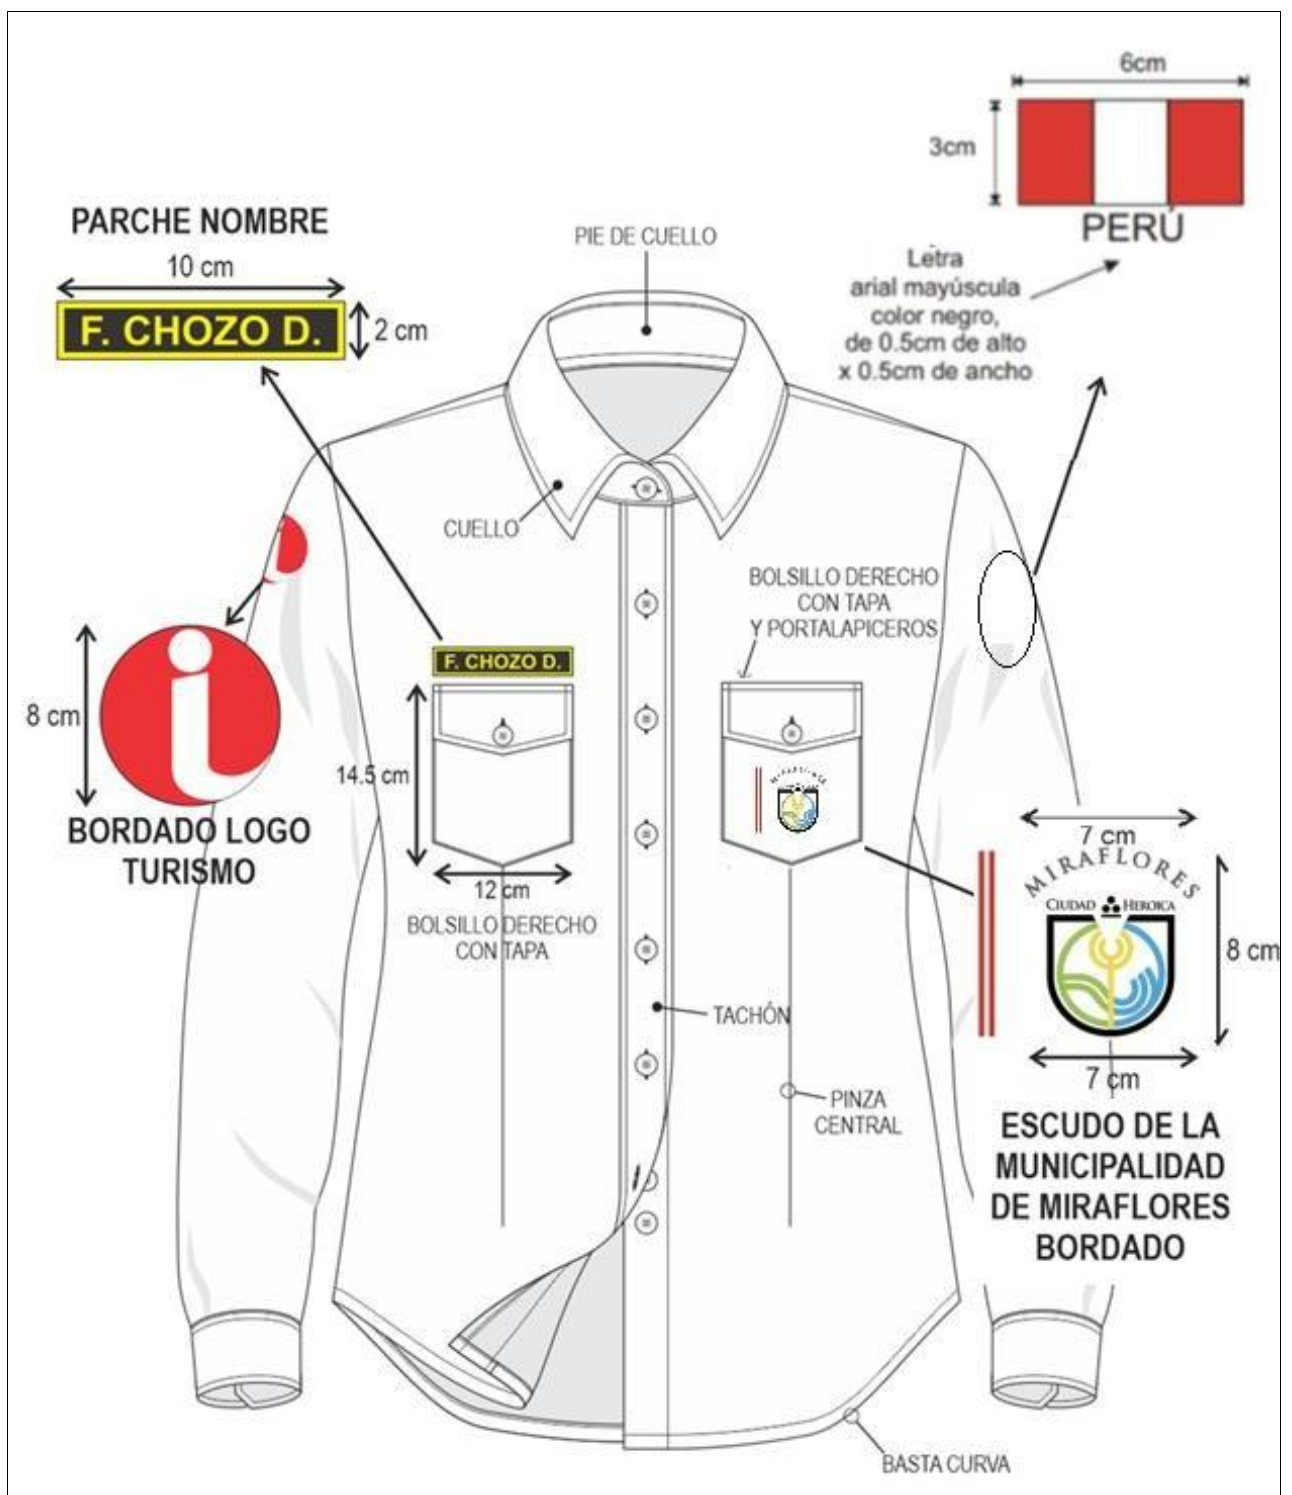 6cm
3cm
PERÚ
Letra
arial mayúscula
color negro,
de 0.5cm de alto
x 0.5cm de ancho
PARCHE NOMBRE
10 cm
F. CHOZO D.
2 cm
PIE DE CUELLO
CUELLO
BOLSILLO DERECHO
CON TAPA
Y PORTALAPICEROS
F. CHOZO D.
8 cm
BORDADO LOGO
TURISMO
14.5 cm
12 cm
BOLSILLO DERECHO
CON TAPA
MIRAFLORES
7 cm
MIRAFLORES
CIUDAD HEROICA
8 cm
7 cm
TACHÓN
PINZA
CENTRAL
ESCUDO DE LA
MUNICIPALIDAD
DE MIRAFLORES
BORDADO
BASTA CURVA